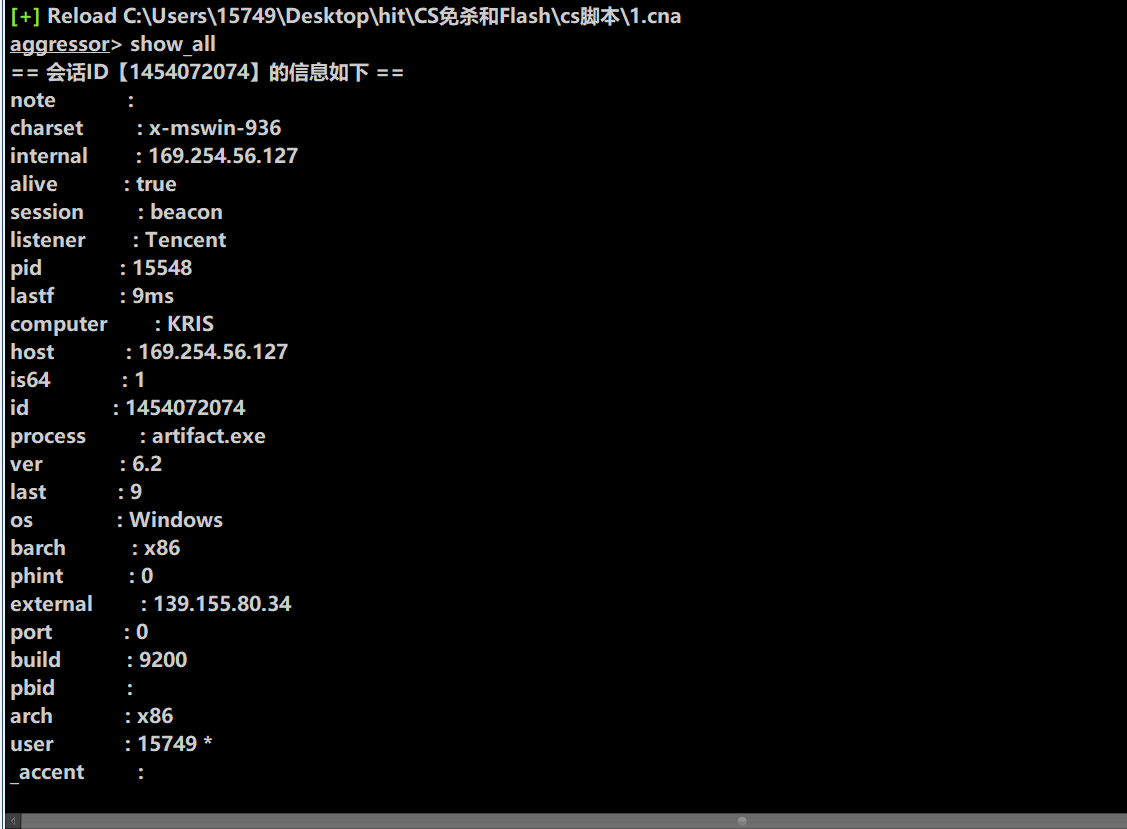 [+] Reload C:\Users\15749\Desktop\hit\CS免杀和Flash\cs脚本\1.cna
aggressor> show_all
== 会话ID【1454072074】的信息如下 ==
note :
charset : x-mswin-936
internal : 169.254.56.127
alive : true
session : beacon
listener : Tencent
pid : 15548
lastf : 9ms
computer : KRIS
host : 169.254.56.127
is64 : 1
id : 1454072074
process : artifact.exe
ver : 6.2
last : 9
os : Windows
barch : x86
phint : 0
external : 139.155.80.34
port : 0
build : 9200
pbid :
arch : x86
user : 15749 *
_accent :